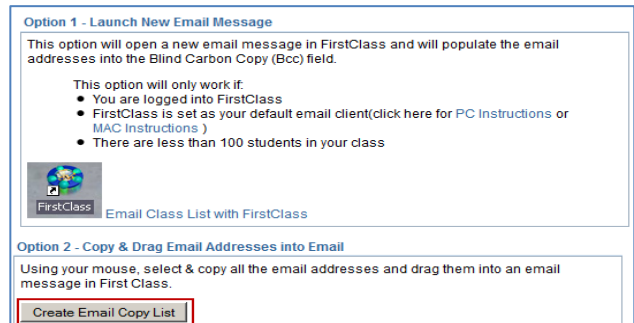 Option 1 - Launch New Email Message
This option will open a new email message in FirstClass and will populate the email
addresses into the Blind Carbon Copy (Bcc) field.
This option will only work if:
• You are logged into FirstClass
• FirstClass is set as your default email client(click here for PC Instructions or
MAC Instructions )
• There are less than 100 students in your class
FirstClass
Email Class List with FirstClass
Option 2 - Copy & Drag Email Addresses into Email
Using your mouse, select & copy all the email addresses and drag them into an email
message in First Class.
Create Email Copy List